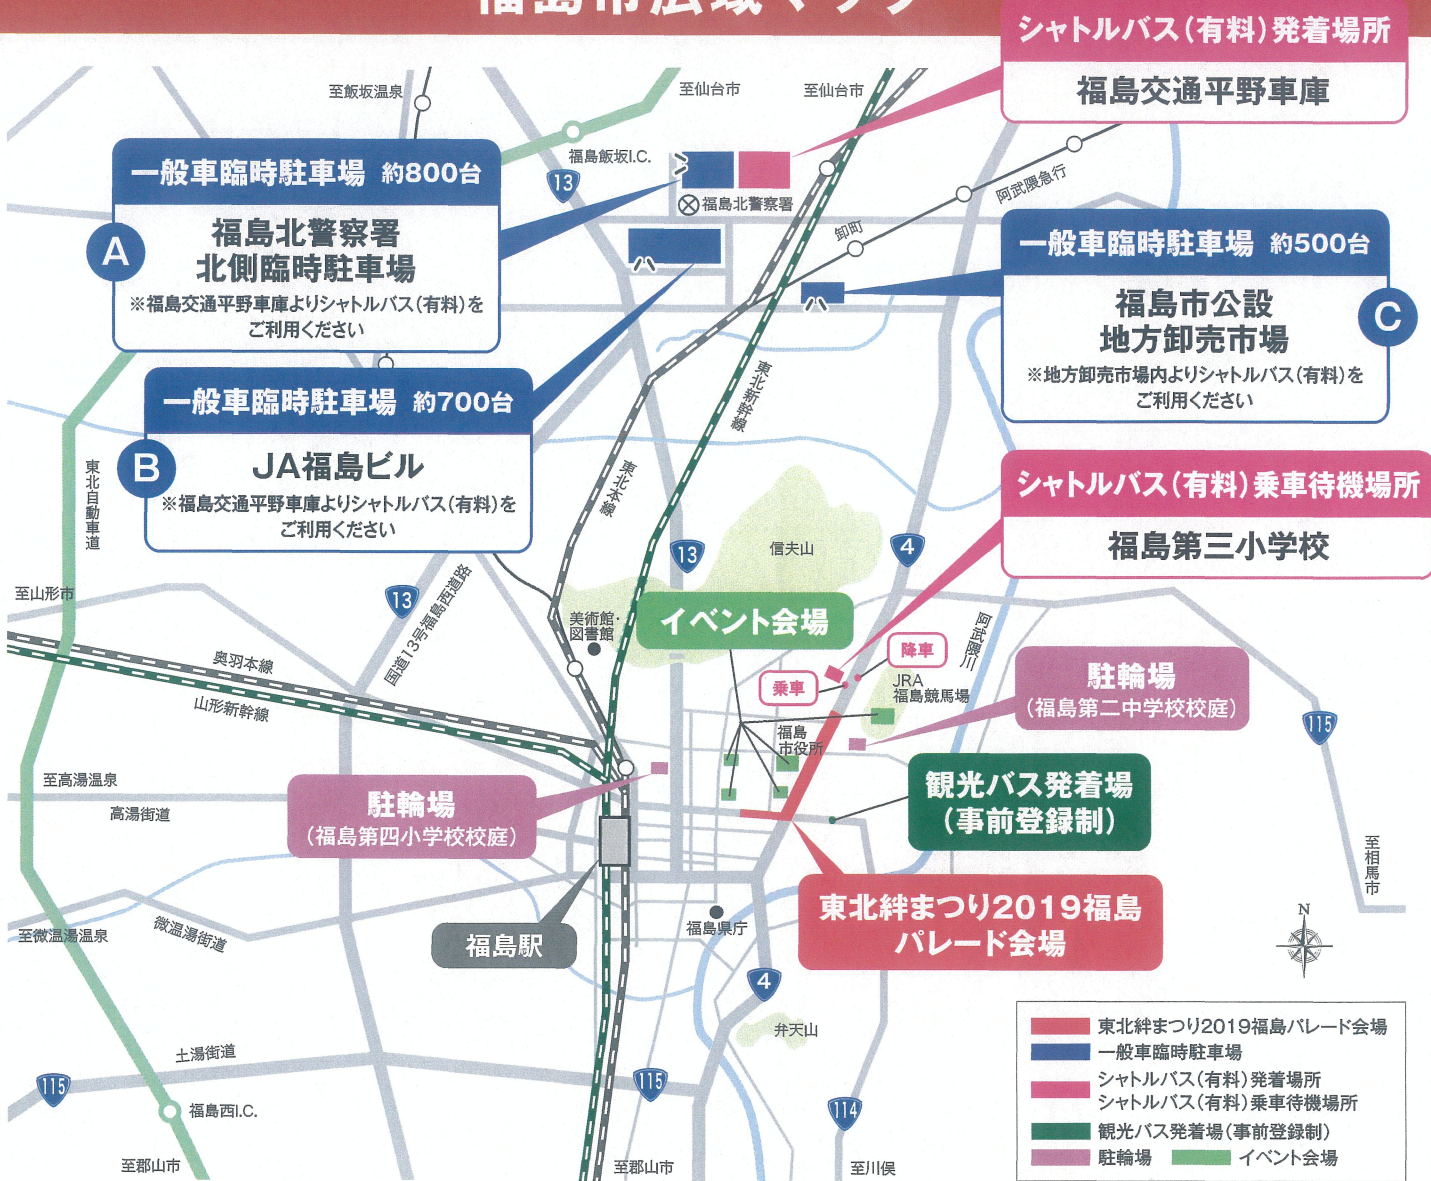 福島市広域マップ
シャトルバス(有料)発着場所
福島交通平野車庫
至飯坂温泉
至仙台市
至仙台市
福島飯坂I.C.
13
一般車臨時駐車場 約800台
A
福島北警察署
北側臨時駐車場
※福島交通平野車庫よりシャトルバス(有料)を
ご利用ください
福島北警察署
阿武隈急行
卸町
一般車臨時駐車場 約500台
福島市公設
地方卸売市場
C
※地方卸売市場内よりシャトルバス(有料)を
ご利用ください
一般車臨時駐車場 約700台
B
JA福島ビル
※福島交通平野車庫よりシャトルバス(有料)を
ご利用ください
東北新幹線
東北本線
東北自動車道
シャトルバス(有料)乗車待機場所
福島第三小学校
信夫山
13
4
至山形市
13
国道13号福島西道路
美術館・
図書館
イベント会場
阿武隈川
降車
乗車
JRA
福島競馬場
駐輪場
(福島第二中学校校庭)
奥羽本線
山形新幹線
福島
市役所
115
至高湯温泉
高湯街道
駐輪場
(福島第四小学校校庭)
観光バス発着場
(事前登録制)
至相馬市
東北絆まつり2019福島
パレード会場
至微温湯温泉
微温湯街道
福島駅
福島県庁
N
4
弁天山
土湯街道
115
115
114
福島西I.C.
至郡山市
至郡山市
至川俣
東北絆まつり2019福島パレード会場
一般車臨時駐車場
シャトルバス(有料)発着場所
シャトルバス(有料)乗車待機場所
観光バス発着場(事前登録制)
駐輪場 イベント会場